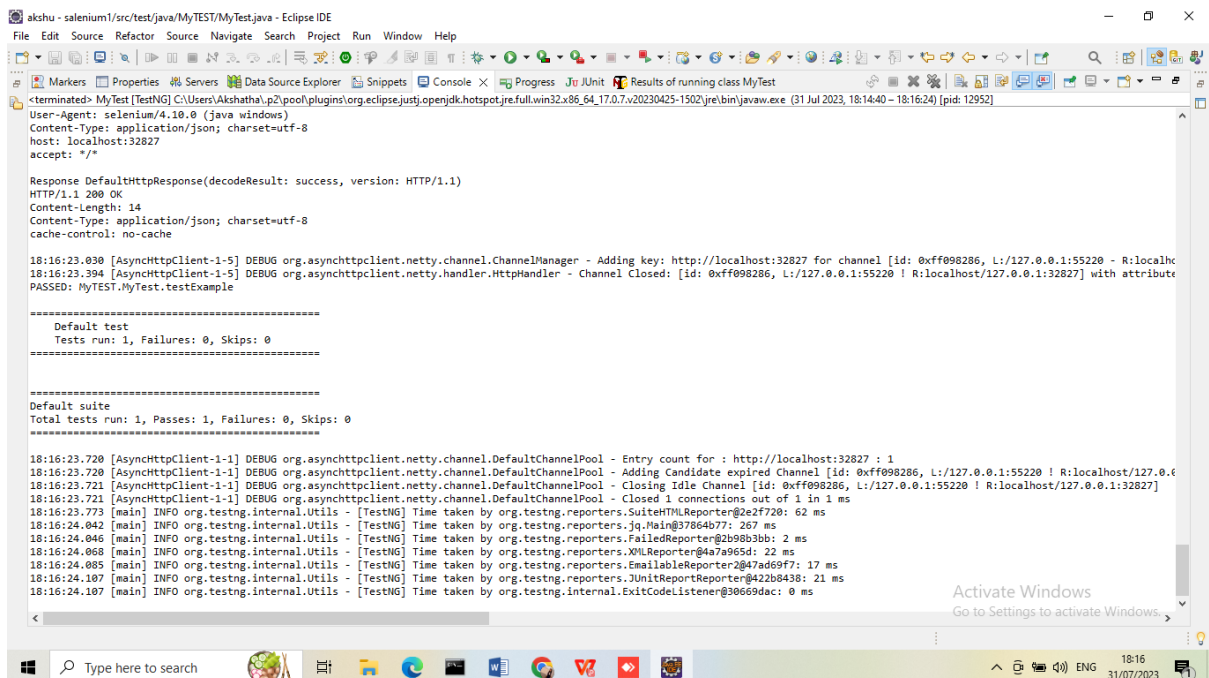 akshu - salenium1/src/test/java/MyTEST/MyTest.java - Eclipse IDE
File Edit Source Refactor Source Navigate Search Project Run Window Help
Markers Properties Servers Data Source Explorer Snippets Console Progress JUnit Results of running class MyTest
<terminated> MyTest [TestNG] C:\Users\Akshatha\.p2\pool\plugins\org.eclipse.justj.openjdk.hotspot.jre.full.win32.x86_64_17.0.7.v20230425-1502\jre\bin\javaw.exe (31 Jul 2023, 18:14:40 – 18:16:24) [pid: 12952]
User-Agent: selenium/4.10.0 (java windows)
Content-Type: application/json; charset=utf-8
host: localhost:32827
accept: */*
Response DefaultHttpResponse(decodeResult: success, version: HTTP/1.1)
HTTP/1.1 200 OK
Content-Length: 14
Content-Type: application/json; charset=utf-8
cache-control: no-cache
18:16:23.030 [AsyncHttpClient-1-5] DEBUG org.asynchttpclient.netty.channel.ChannelManager - Adding key: http://localhost:32827 for channel [id: 0xff098286, L:/127.0.0.1:55220 - R:localhc
18:16:23.394 [AsyncHttpClient-1-5] DEBUG org.asynchttpclient.netty.handler.HttpHandler - Channel Closed: [id: 0xff098286, L:/127.0.0.1:55220 ! R:localhost/127.0.0.1:32827] with attribute
PASSED: MyTEST.MyTest.testExample
===============================================
Default test
Tests run: 1, Failures: 0, Skips: 0
===============================================
===============================================
Default suite
Total tests run: 1, Passes: 1, Failures: 0, Skips: 0
===============================================
18:16:23.720 [AsyncHttpClient-1-1] DEBUG org.asynchttpclient.netty.channel.DefaultChannelPool - Entry count for : http://localhost:32827 : 1
18:16:23.720 [AsyncHttpClient-1-1] DEBUG org.asynchttpclient.netty.channel.DefaultChannelPool - Adding Candidate expired Channel [id: 0xff098286, L:/127.0.0.1:55220 ! R:localhost/127.0.0
18:16:23.721 [AsyncHttpClient-1-1] DEBUG org.asynchttpclient.netty.channel.DefaultChannelPool - Closing Idle Channel [id: 0xff098286, L:/127.0.0.1:55220 ! R:localhost/127.0.0.1:32827]
18:16:23.721 [AsyncHttpClient-1-1] DEBUG org.asynchttpclient.netty.channel.DefaultChannelPool - Closed 1 connections out of 1 in 1 ms
18:16:23.773 [main] INFO org.testng.internal.Utils - [TestNG] Time taken by org.testng.reporters.SuiteHTMLReporter@2e2f720: 62 ms
18:16:24.042 [main] INFO org.testng.internal.Utils - [TestNG] Time taken by org.testng.reporters.jq.Main@37864b77: 267 ms
18:16:24.046 [main] INFO org.testng.internal.Utils - [TestNG] Time taken by org.testng.reporters.FailedReporter@2b98b3bb: 2 ms
18:16:24.068 [main] INFO org.testng.internal.Utils - [TestNG] Time taken by org.testng.reporters.XMLReporter@4a7a965d: 22 ms
18:16:24.085 [main] INFO org.testng.internal.Utils - [TestNG] Time taken by org.testng.reporters.EmailableReporter2@47ad69f7: 17 ms
18:16:24.107 [main] INFO org.testng.internal.Utils - [TestNG] Time taken by org.testng.reporters.JUnitReportReporter@422b8438: 21 ms
18:16:24.107 [main] INFO org.testng.internal.Utils - [TestNG] Time taken by org.testng.internal.ExitCodeListener@30669dac: 0 ms
Activate Windows
Go to Settings to activate Windows.
Type here to search
ENG
18:16
31/07/2023